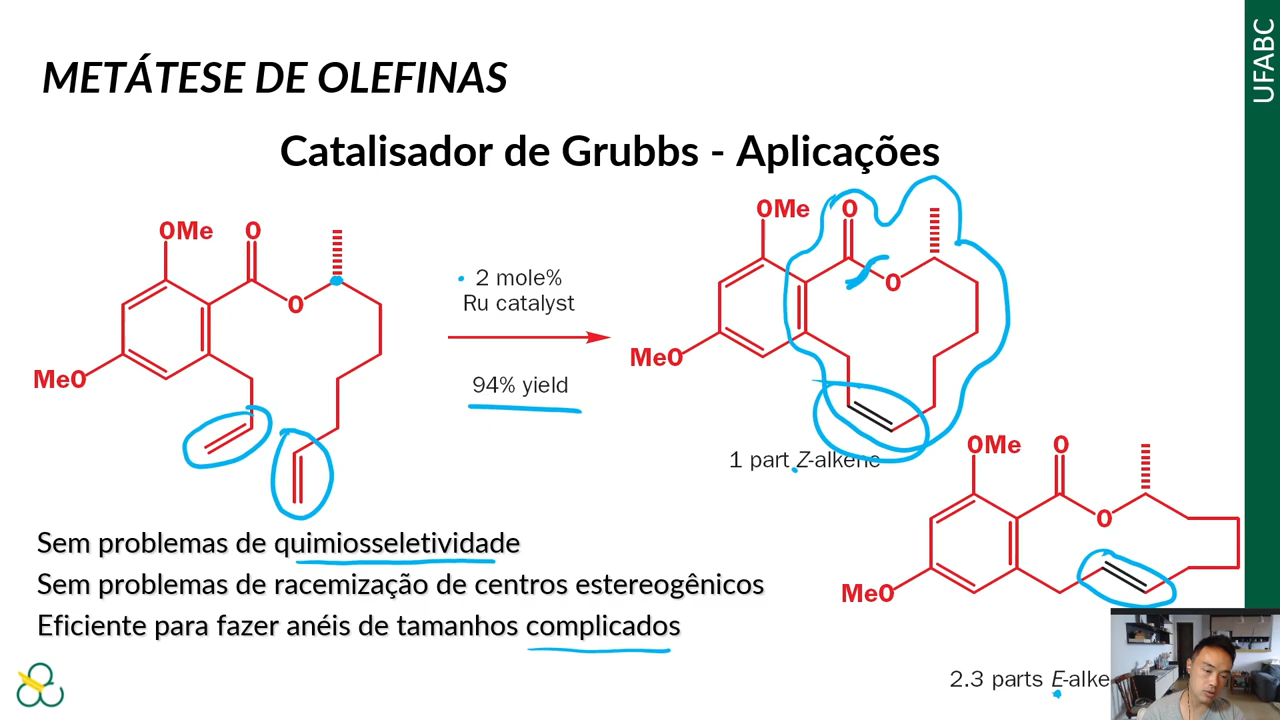 UFABC
METÁTESE DE OLEFINAS
Catalisador de Grubbs - Aplicações
OMe
O
O
MeO
2 mole%
Ru catalyst
94% yield
OMe
O
O
MeO
1 part Z-alkene
OMe
O
O
MeO
2.3 parts E-alke
Sem problemas de quimiosseletividade
Sem problemas de racemização de centros estereogênicos
Eficiente para fazer anéis de tamanhos complicados